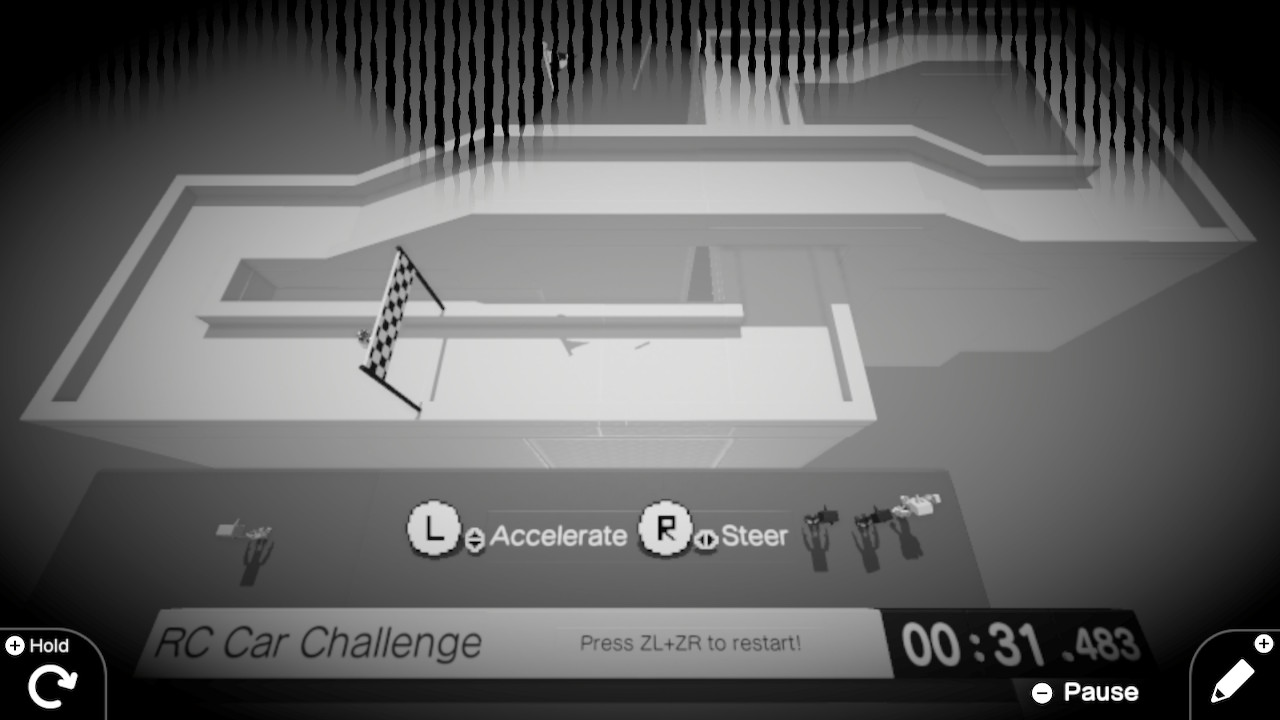 L Accelerate R Steer
Hold
RC Car Challenge Press ZL+ZR to restart! 00:31.483
Pause